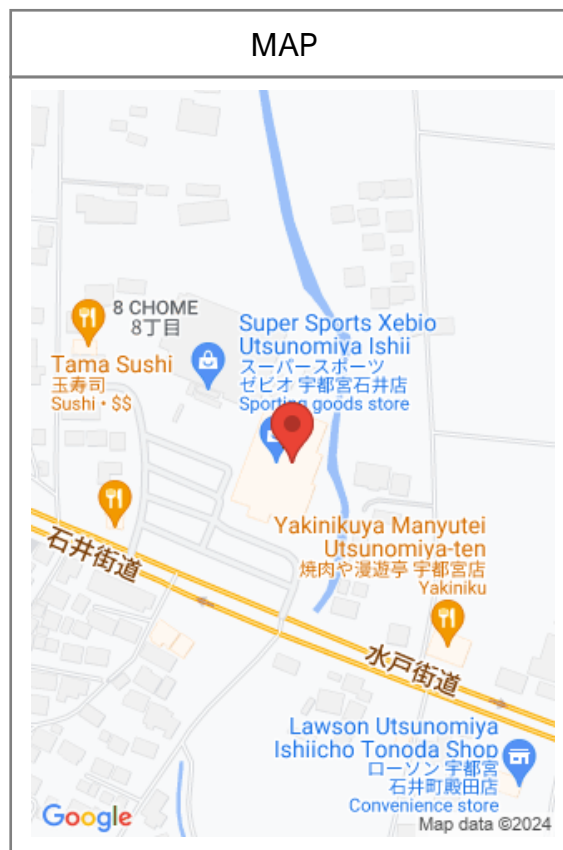 MAP
8 CHOME
8丁目
Super Sports Xebio
Utsunomiya Ishii
スーパースポーツ
ゼビオ 宇都宮石井店
Sporting goods store
Tama Sushi
玉寿司
Sushi • $$
石井街道
Yakinikuya Manyutei
Utsunomiya-ten
焼肉や漫遊亭 宇都宮店
Yakiniku
水戸街道
Lawson Utsunomiya
Ishiicho Tonoda Shop
ローソン 宇都宮
石井町殿田店
Convenience store
Google
Map data ©2024